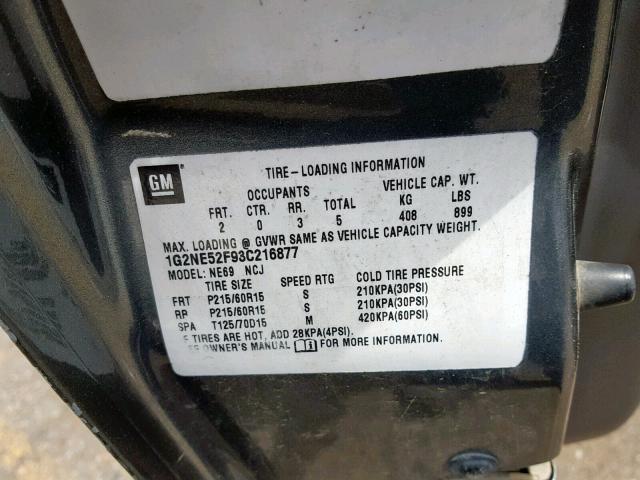 GM
TIRE-LOADING INFORMATION
OCCUPANTS VEHICLE CAP. WT.
FRT. CTR. RR. TOTAL KG LBS
2 0 3 5 408 899
MAX. LOADING @ GVWR SAME AS VEHICLE CAPACITY WEIGHT.
1G2NE52F93C216877
MODEL: NE69 NCJ
TIRE SIZE SPEED RTG COLD TIRE PRESSURE
FRT P215/60R15 S 210KPA(30PSI)
RR P215/60R15 S 210KPA(30PSI)
SPA T125/70D15 M 420KPA(60PSI)
F TIRES ARE HOT, ADD 28KPA(4PSI).
EE OWNER'S MANUAL FOR MORE INFORMATION